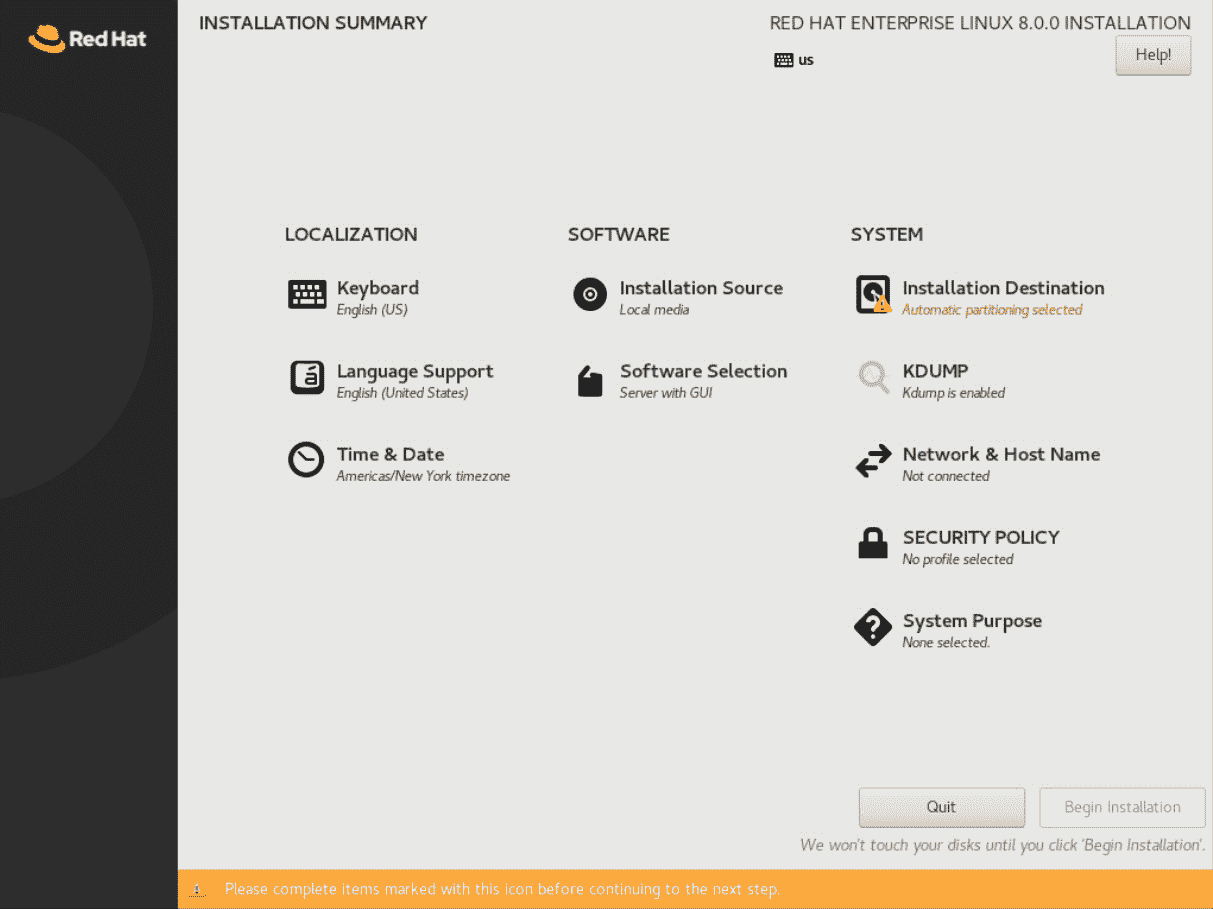 Red Hat
INSTALLATION SUMMARY
RED HAT ENTERPRISE LINUX 8.0.0 INSTALLATION
us
Help!
LOCALIZATION
Keyboard
English (US)
Language Support
English (United States)
Time & Date
Americas/New York timezone
SOFTWARE
Installation Source
Local media
Software Selection
Server with GUI
SYSTEM
Installation Destination
Automatic partitioning selected
KDUMP
Kdump is enabled
Network & Host Name
Not connected
SECURITY POLICY
No profile selected
System Purpose
None selected.
Quit
Begin Installation
We won't touch your disks until you click 'Begin Installation'.
Please complete items marked with this icon before continuing to the next step.